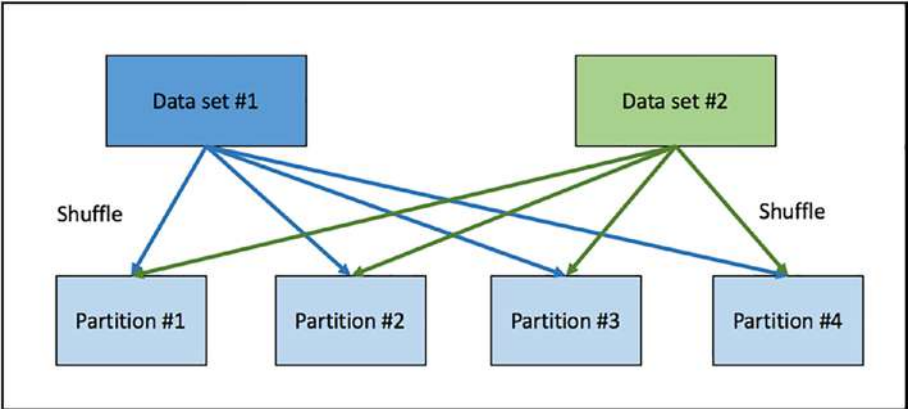 Data set #1
Data set #2
Shuffle
Shuffle
Partition #1
Partition #2
Partition #3
Partition #4